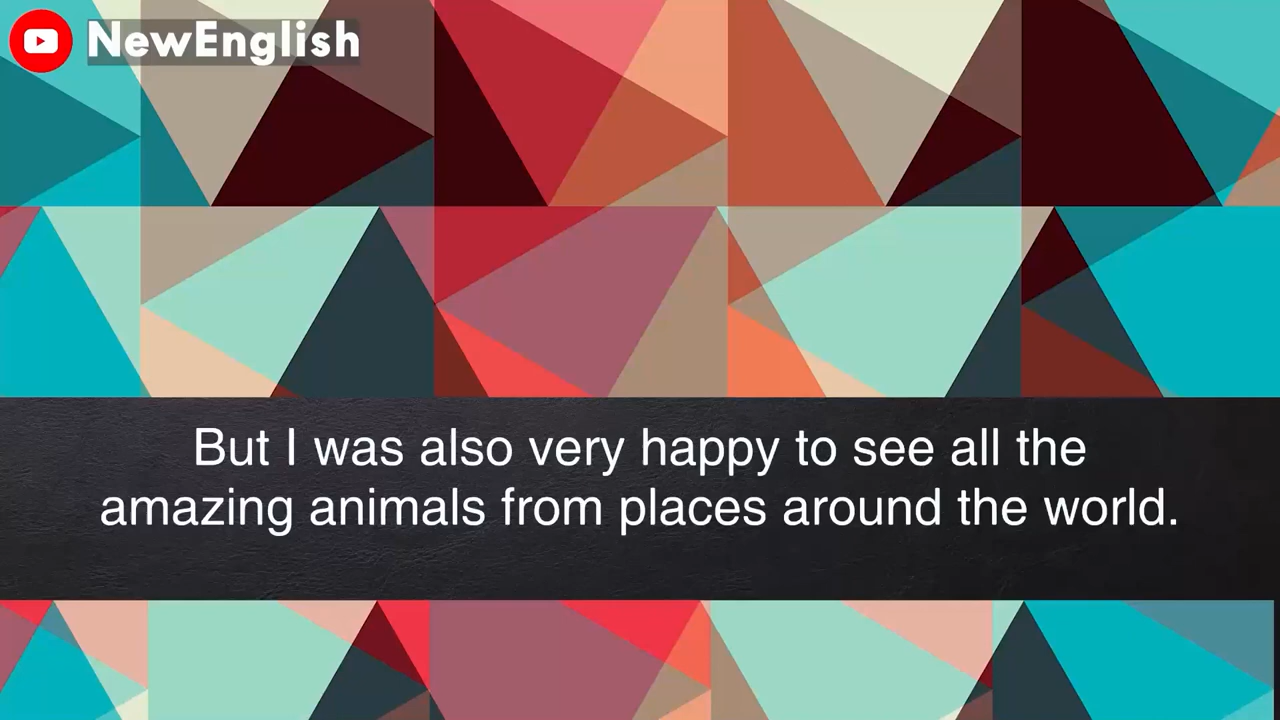 NewEnglish
But I was also very happy to see all the
amazing animals from places around the world.